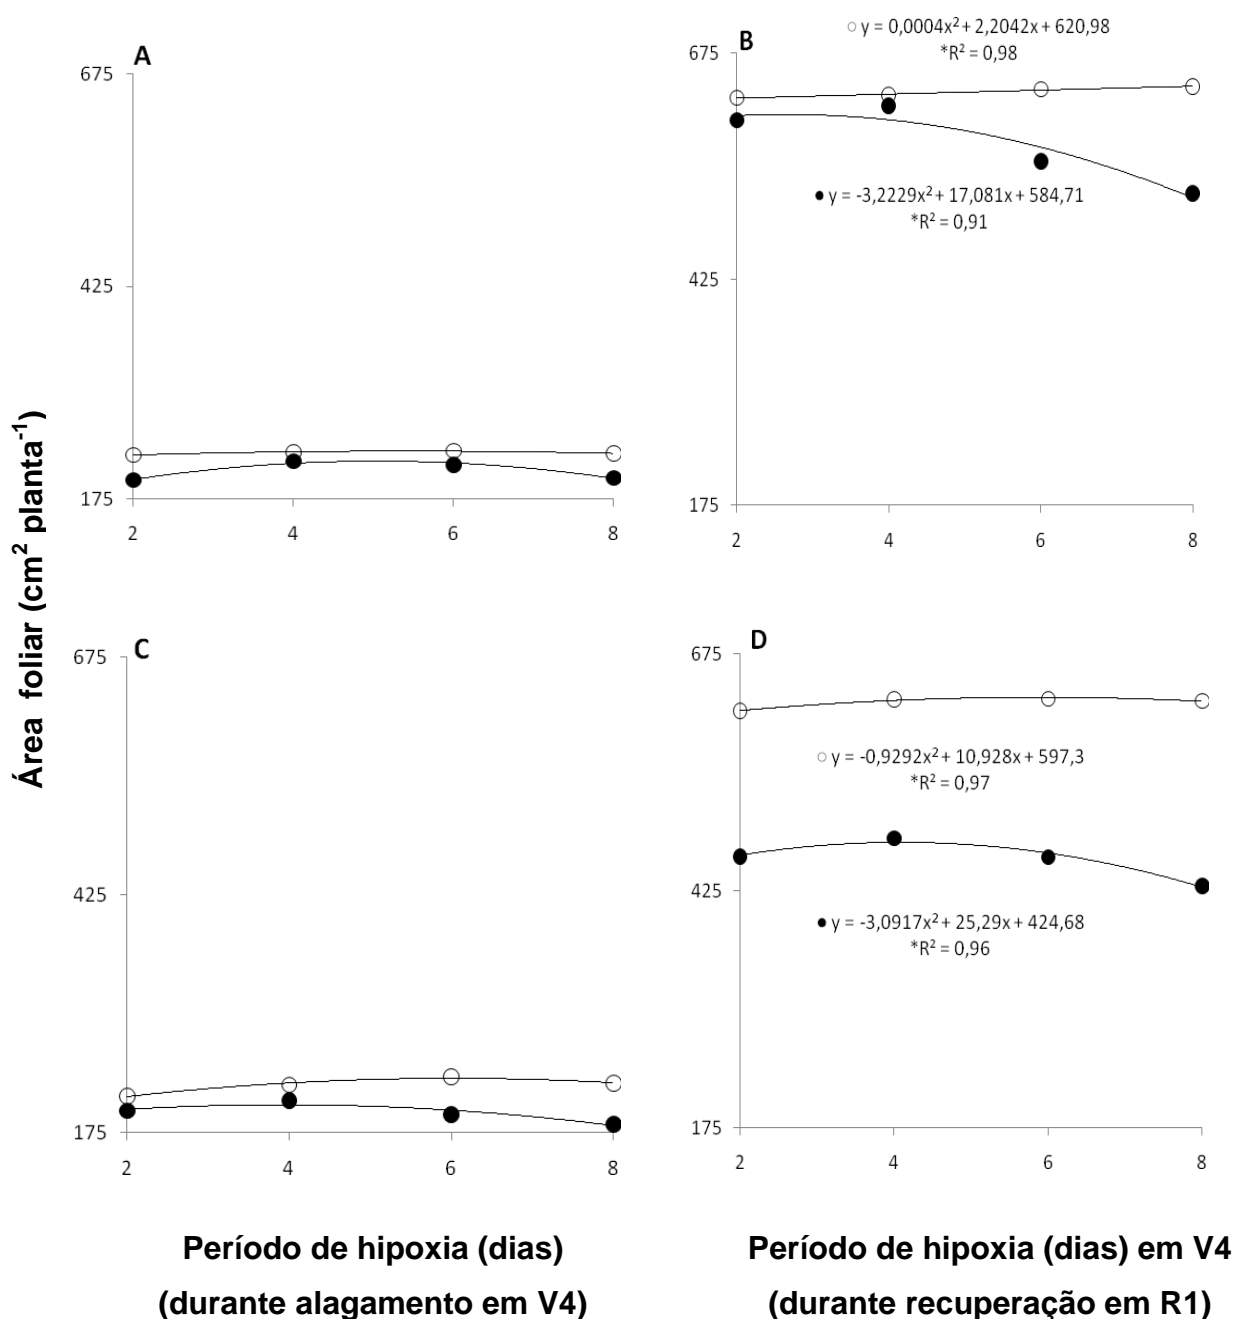 A
675
425
175
2 4 6 8
B
y = 0,0004x² + 2,2042x + 620,98
*R² = 0,98
675
y = -3,2229x² + 17,081x + 584,71
*R² = 0,91
425
175
2 4 6 8
Área foliar (cm² planta⁻¹)
C
675
425
175
2 4 6 8
D
675
y = -0,9292x² + 10,928x + 597,3
*R² = 0,97
425
y = -3,0917x² + 25,29x + 424,68
*R² = 0,96
175
2 4 6 8
Período de hipoxia (dias)
(durante alagamento em V4)
Período de hipoxia (dias) em V4
(durante recuperação em R1)